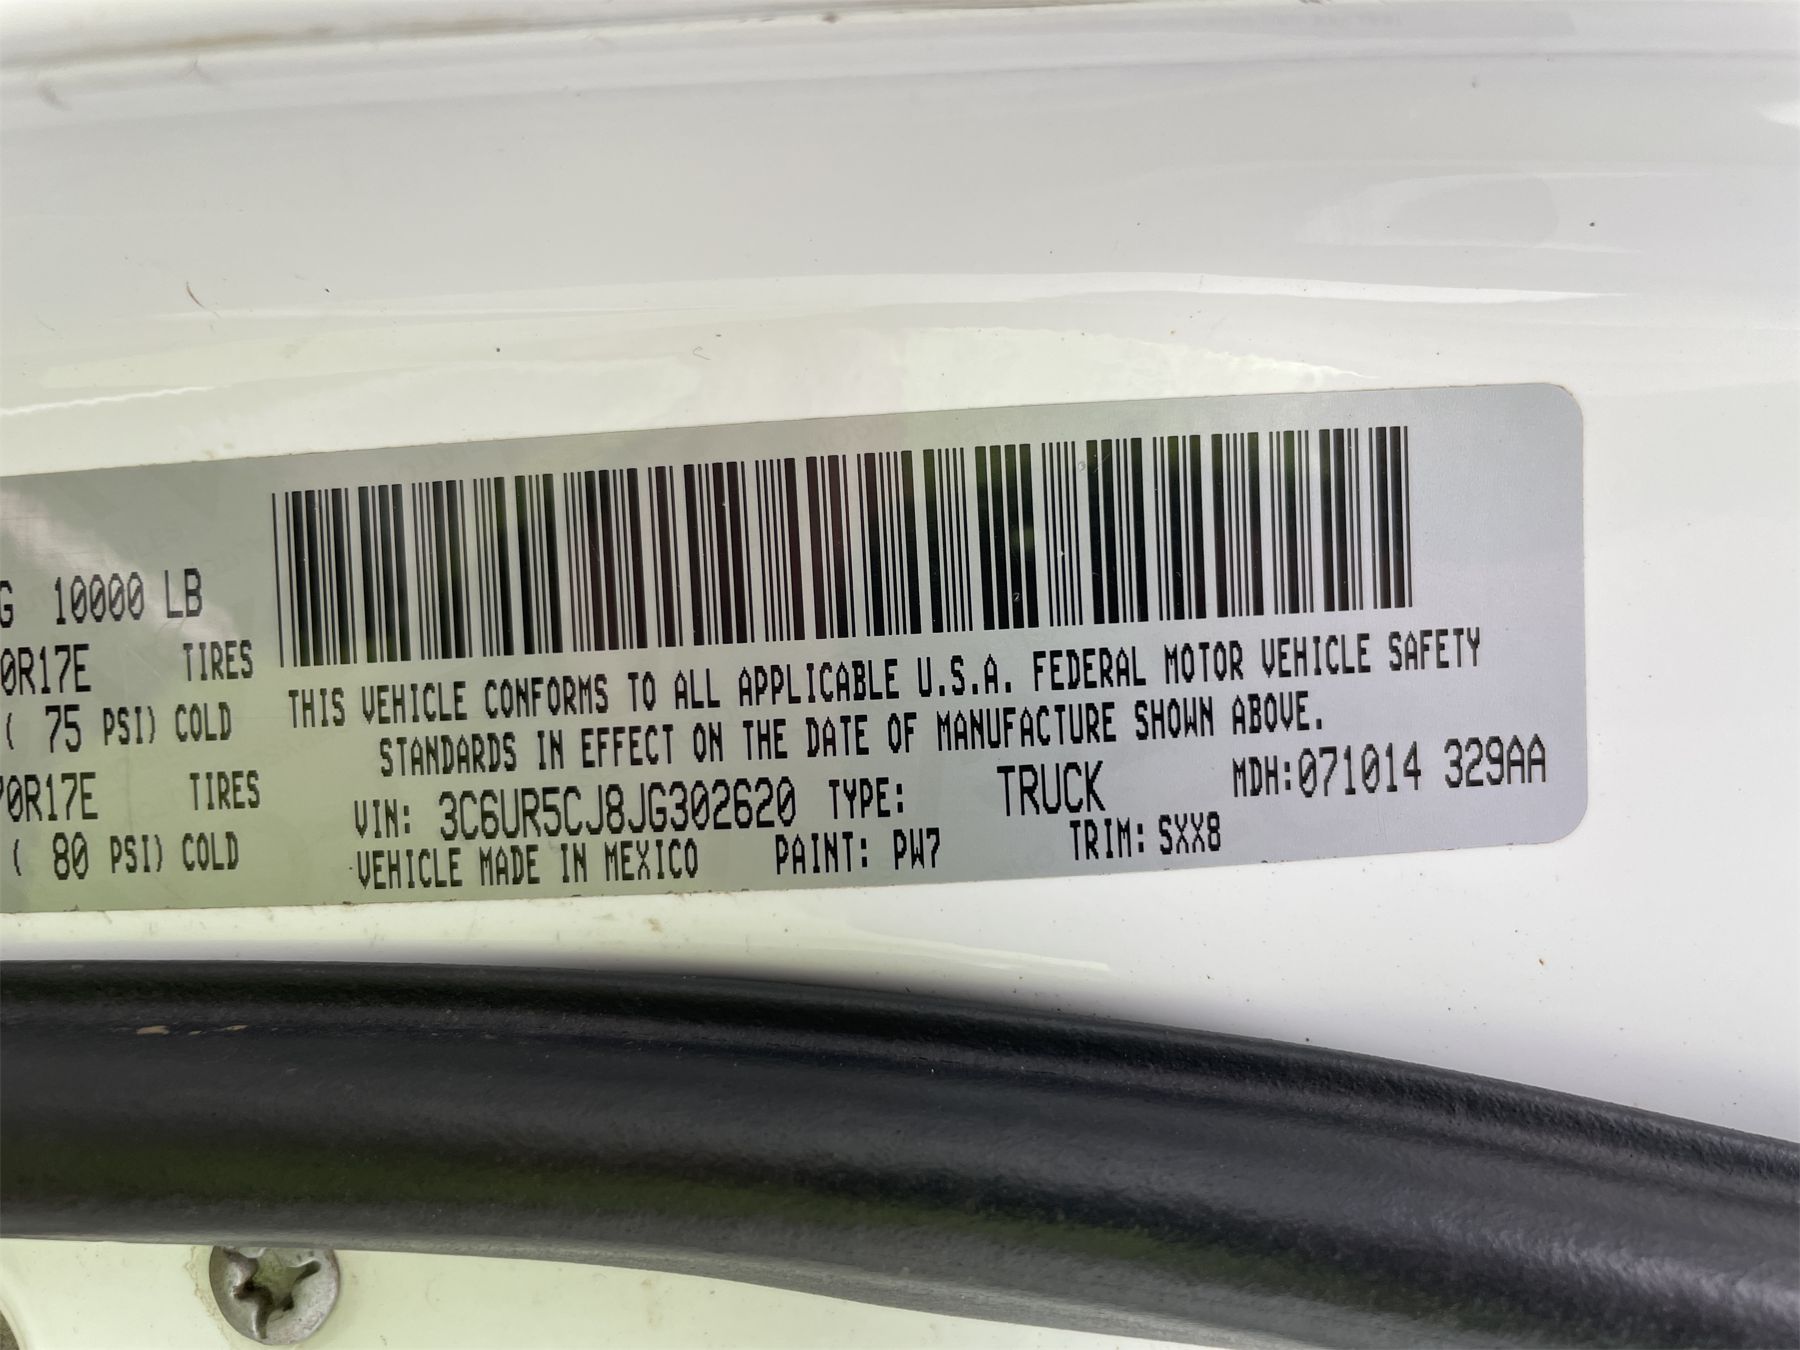 G 10000 LB
0R17E TIRES
( 75 PSI) COLD
70R17E TIRES
( 80 PSI) COLD
THIS VEHICLE CONFORMS TO ALL APPLICABLE U.S.A. FEDERAL MOTOR VEHICLE SAFETY
STANDARDS IN EFFECT ON THE DATE OF MANUFACTURE SHOWN ABOVE.
VIN: 3C6UR5CJ8JG302620 TYPE: TRUCK MDH:071014 329AA
VEHICLE MADE IN MEXICO PAINT: PW7 TRIM: SXX8